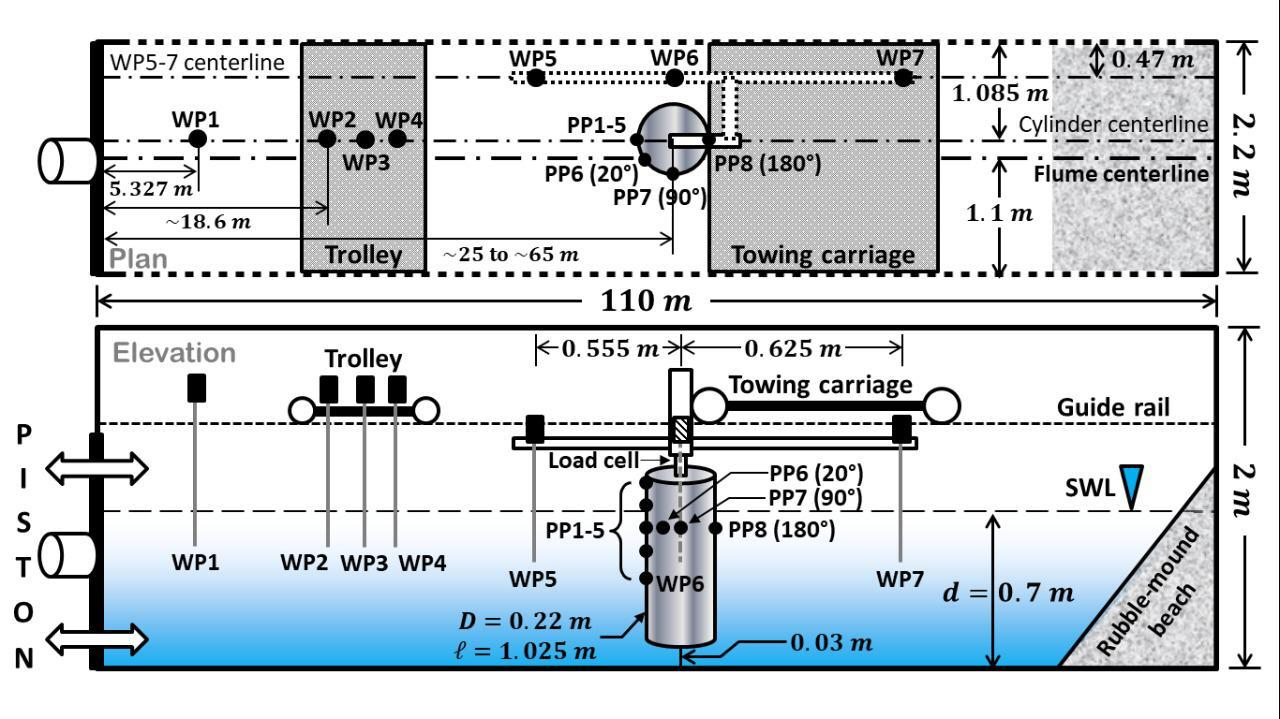 WP5-7 centerline
WP5
WP6
WP7
0.47 m
1.085 m
WP1
WP2
WP4
WP3
PP1-5
Cylinder centerline
PP6 (20°)
PP8 (180°)
Flume centerline
PP7 (90°)
5.327 m
~18.6 m
1.1 m
2.2 m
Plan
Trolley
~25 to ~65 m
Towing carriage
110 m
Elevation
Trolley
0.555 m
0.625 m
Towing carriage
Guide rail
Load cell
PP6 (20°)
PP7 (90°)
SWL
2 m
PISTON
PP1-5
PP8 (180°)
WP1
WP2
WP3
WP4
WP5
WP6
WP7
d = 0.7 m
D = 0.22 m
ℓ = 1.025 m
0.03 m
Rubble-mound
beach